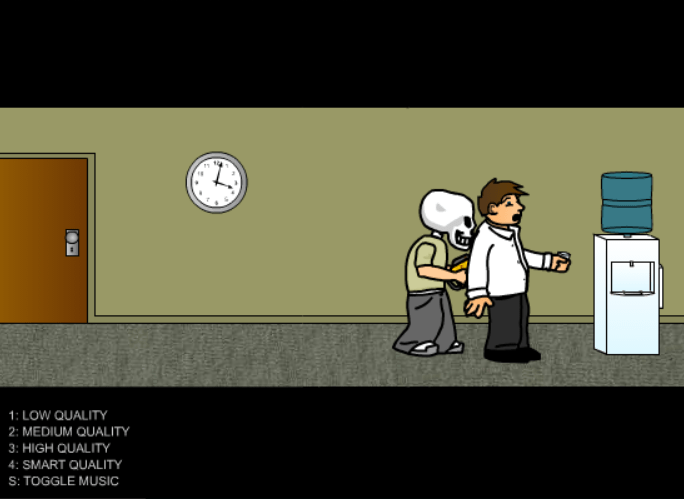 1: LOW QUALITY
2: MEDIUM QUALITY
3: HIGH QUALITY
4: SMART QUALITY
S: TOGGLE MUSIC